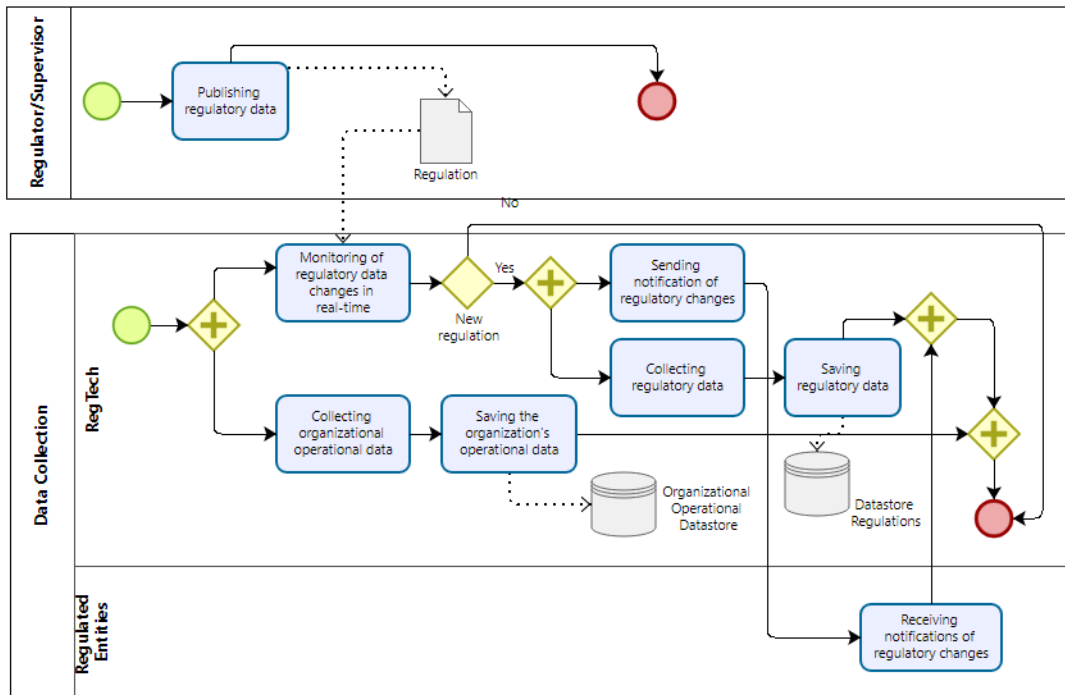 Regulator/Supervisor
Publishing
regulatory data
Regulation
No
Data Collection
RegTech
Monitoring of
regulatory data
changes in
real-time
New
regulation
Yes
Sending
notification of
regulatory changes
Collecting
regulatory data
Saving
regulatory data
Collecting
organizational
operational data
Saving the
organization's
operational data
Organizational
Operational
Datastore
Datastore
Regulations
Regulated
Entities
Receiving
notifications of
regulatory changes